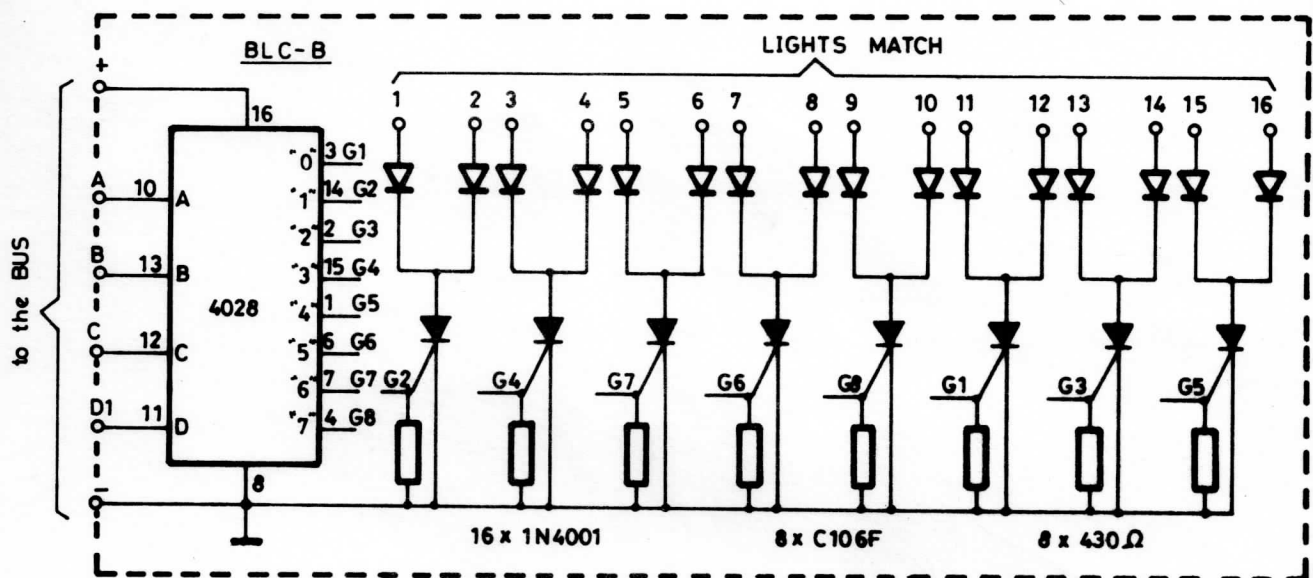 BLC-B
LIGHTS MATCH
+
16
1 2 3 4 5 6 7 8 9 10 11 12 13 14 15 16
"0" 3 G1
A 10 A
"1" 14 G2
"2" 2 G3
B 13 B
"3" 15 G4
4028
"4" 1 G5
C 12 C
"5" 6 G6
"6" 7 G7
D1 11 D
"7" 4 G8
G2 G4 G7 G6 G8 G1 G3 G5
8
−
to the BUS
16 x 1N4001
8 x C106F
8 x 430Ω